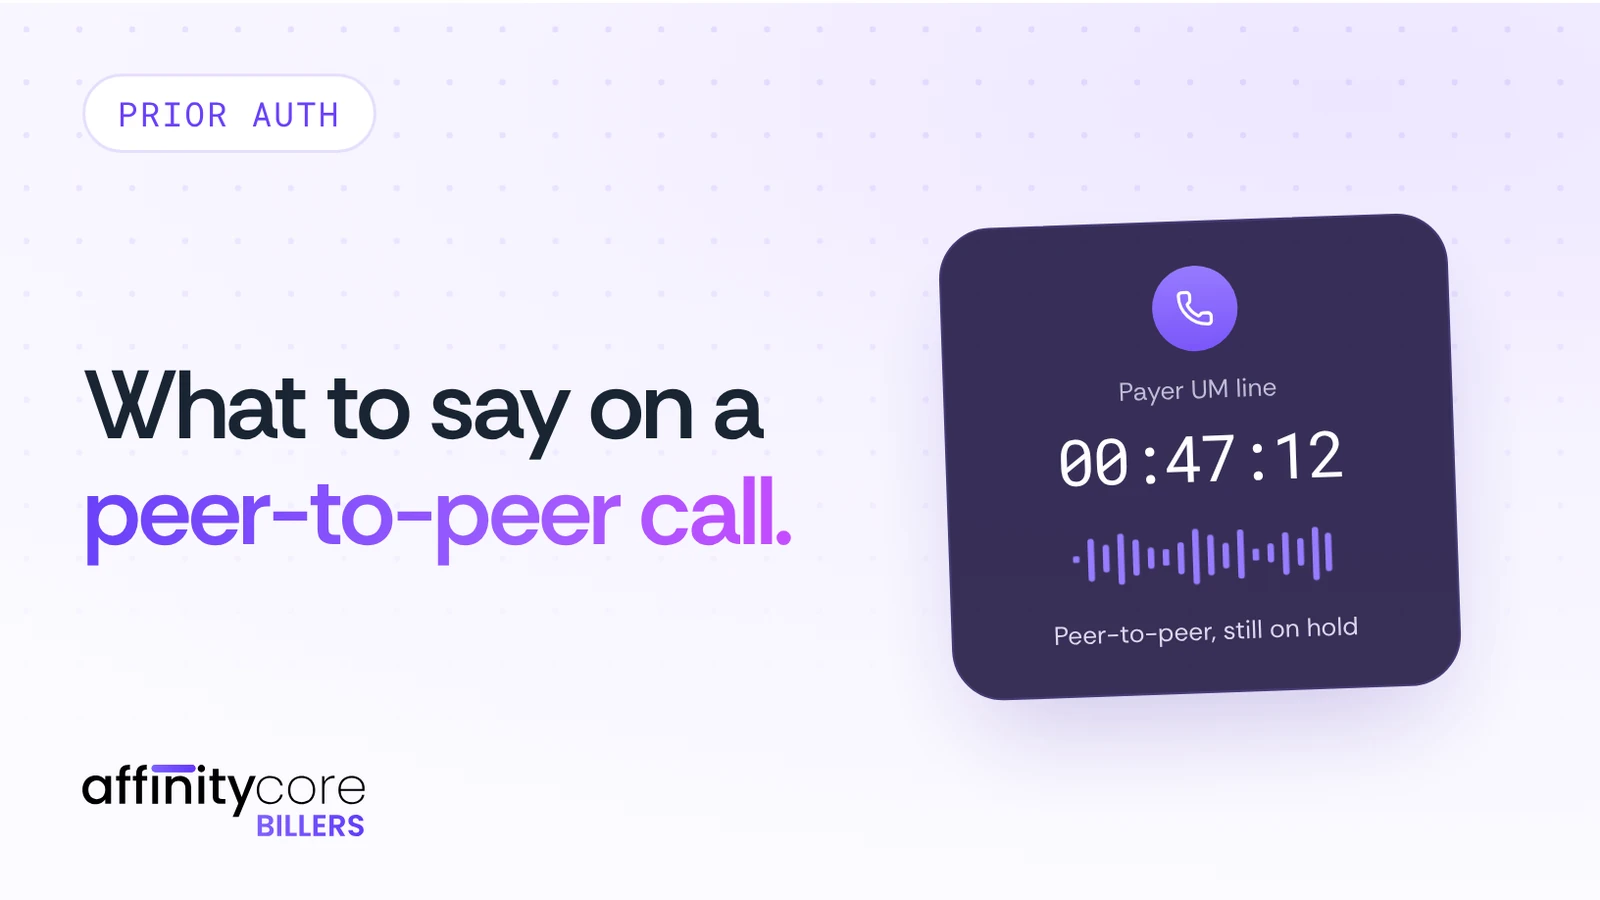 PRIOR AUTH
What to say on a
peer-to-peer call.
Payer UM line
00:47:12
Peer-to-peer, still on hold
affinitycore
BILLERS